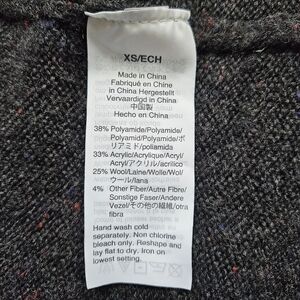 XS/ECH
Made in China
Fabriqué en Chine
in China Hergestellt
Vervaardigd in China
中国製
Hecho en China
38% Polyamide/Polyamide/
Polyamid/Polyamide/ポ
リアミド/poliamida
33% Acrylic/Acrylique/Acryl/
Acryl/アクリル/acrílico
25% Wool/Laine/Wolle/Wol/
ウール/lana
4% Other Fiber/Autre Fibre/
Sonstige Faser/Andere
Vezel/その他の繊維/otra
fibra
Hand wash cold
separately. Non chlorine
bleach only. Reshape and
lay flat to dry. Iron on
lowest setting.